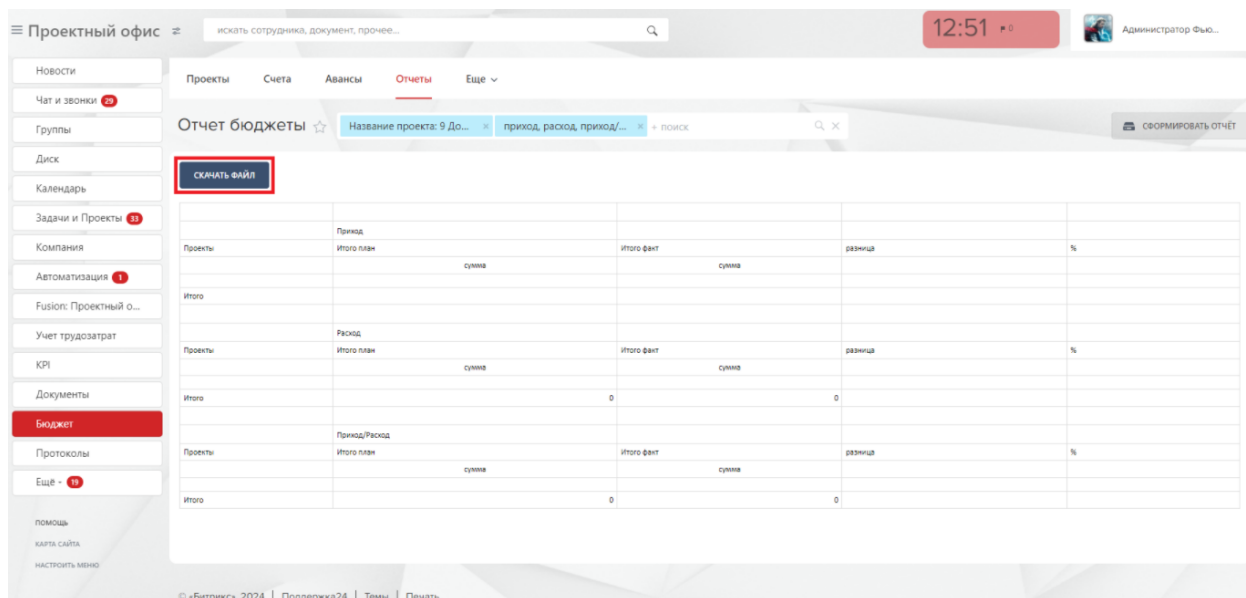 Проектный офис
искать сотрудника, документ, прочее...
12:51 0
Администратор Фью...
Новости
Чат и звонки 29
Группы
Диск
Календарь
Задачи и Проекты 33
Компания
Автоматизация 1
Fusion: Проектный о...
Учет трудозатрат
KPI
Документы
Бюджет
Протоколы
Ещё - 19
ПОМОЩЬ
КАРТА САЙТА
НАСТРОИТЬ МЕНЮ
Проекты Счета Авансы Отчеты Еще
Отчет бюджеты Название проекта: 9 До... × приход, расход, приход/... × + поиск
СФОРМИРОВАТЬ ОТЧЁТ
СКАЧАТЬ ФАЙЛ
Приход
Проекты Итого план Итого факт разница %
сумма сумма
Итого
Расход
Проекты Итого план Итого факт разница %
сумма сумма
Итого 0 0
Приход/Расход
Проекты Итого план Итого факт разница %
сумма сумма
Итого 0 0
© «Битрикс», 2024 | Поддержка24 | Темы | Печать